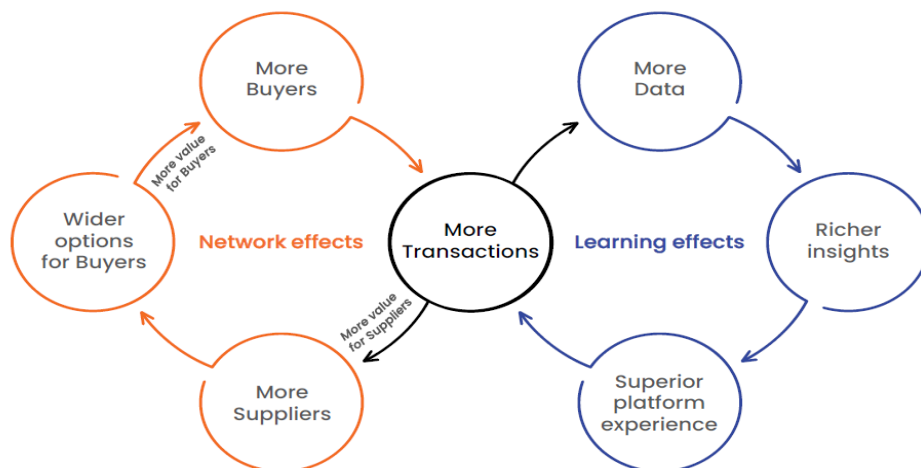 More
Buyers
More
Data
More value
for Buyers
Wider
options
for Buyers
Network effects
More
Transactions
Learning effects
Richer
insights
More value
for Suppliers
More
Suppliers
Superior
platform
experience